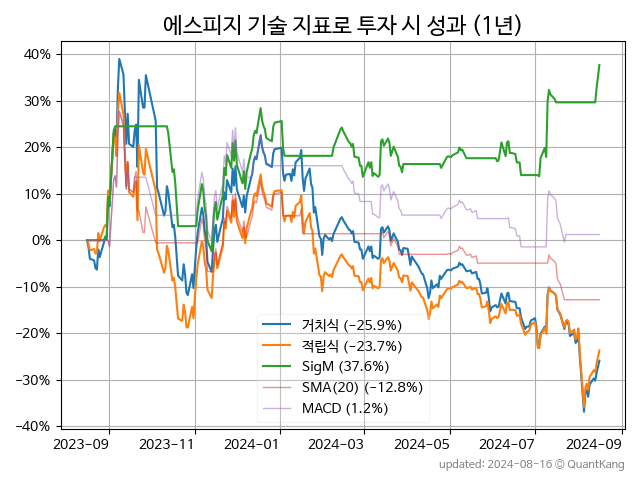 에스피지 기술 지표로 투자 시 성과 (1년)
40%
30%
20%
10%
0%
−10%
−20%
−30%
−40%
거치식 (−25.9%)
적립식 (−23.7%)
SigM (37.6%)
SMA(20) (−12.8%)
MACD (1.2%)
2023-09 2023-11 2024-01 2024-03 2024-05 2024-07 2024-09
updated: 2024-08-16 © QuantKang